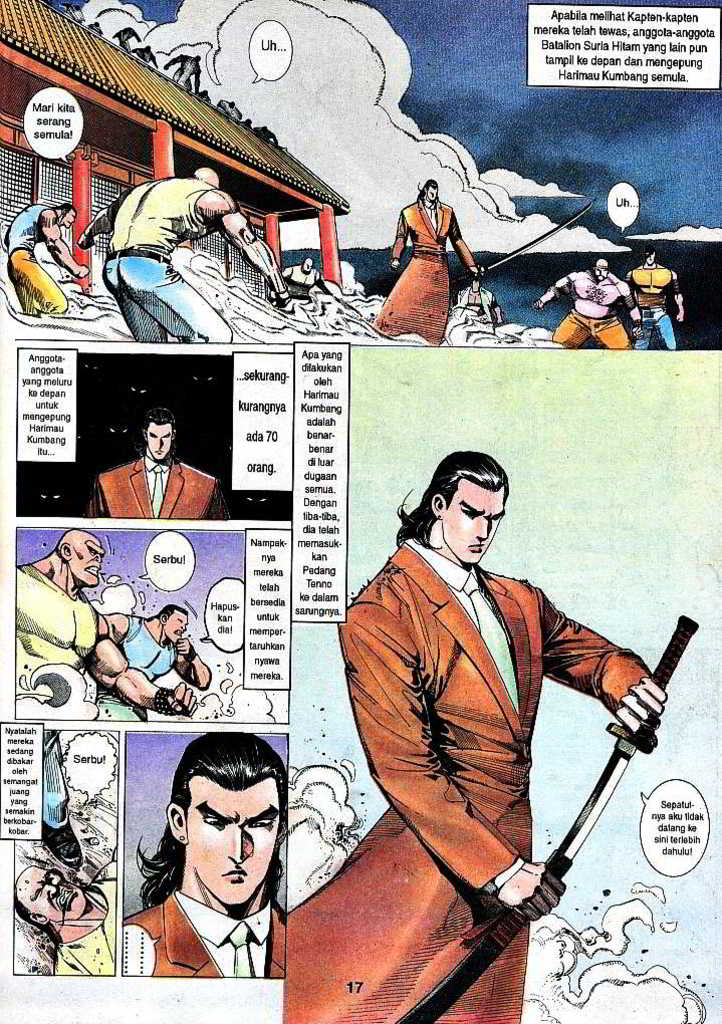 Apabila melihat Kapten-kapten
mereka telah tewas, anggota-anggota
Batalion Suria Hitam yang lain pun
tampil ke depan dan mengepung
Harimau Kumbang semula.
Uh...
Mari kita
serang
semula!
Uh...
Anggota-
anggota
yang meluru
ke depan
untuk
mengepung
Harimau
Kumbang
itu...
...sekurang-
kurangnya
ada 70
orang.
Apa yang
dilakukan
oleh
Harimau
Kumbang
adalah
benar-
benar
di luar
dugaan
semua.
Dengan
tiba-tiba,
dia telah
memasuk-
kan
Pedang
Tenno
ke dalam
sarungnya.
Serbu!
Hapus-
kan
dia!
Nampak-
nya
mereka
telah
bersedia
untuk
memper-
taruhkan
nyawa
mereka.
Nyatalah
mereka
sedang
dibakar
oleh
semangat
juang
yang
semakin
berkobar-
kobar.
Serbu!
Sepatut-
nya aku
tidak
datang ke
sini terlebih
dahulu!
17